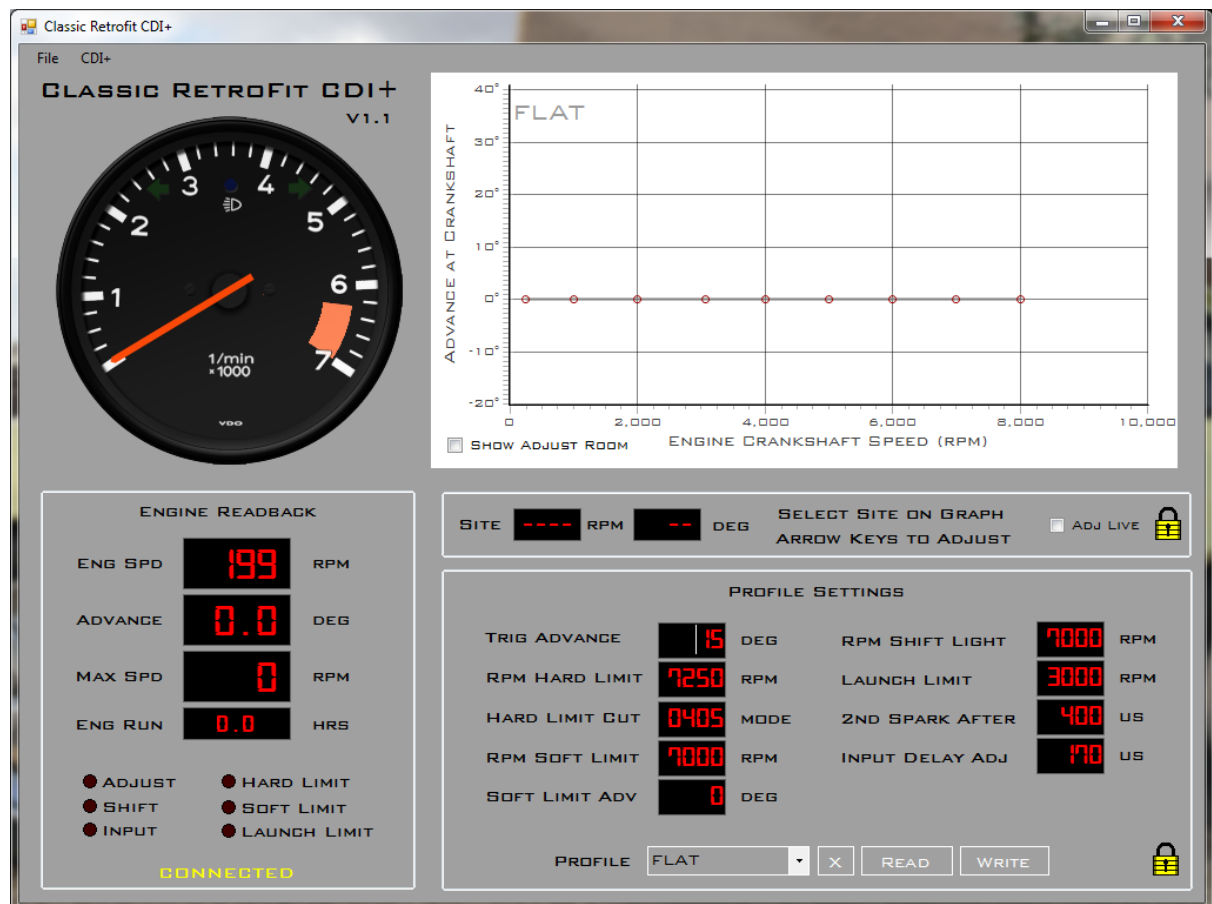 Classic Retrofit CDI+
File CDI+
CLASSIC RETROFIT CDI+
V1.1
1
2
3
4
5
6
7
1/min
×1000
VDO
FLAT
ADVANCE AT CRANKSHAFT
40°
30°
20°
10°
0°
-10°
-20°
0 2,000 4,000 6,000 8,000 10,000
SHOW ADJUST ROOM
ENGINE CRANKSHAFT SPEED (RPM)
ENGINE READBACK
ENG SPD 199 RPM
ADVANCE 0.0 DEG
MAX SPD 0 RPM
ENG RUN 0.0 HRS
ADJUST HARD LIMIT
SHIFT SOFT LIMIT
INPUT LAUNCH LIMIT
CONNECTED
SITE ---- RPM -- DEG
SELECT SITE ON GRAPH
ARROW KEYS TO ADJUST
ADJ LIVE
PROFILE SETTINGS
TRIG ADVANCE 15 DEG RPM SHIFT LIGHT 7000 RPM
RPM HARD LIMIT 7250 RPM LAUNCH LIMIT 3000 RPM
HARD LIMIT CUT 0405 MODE 2ND SPARK AFTER 400 US
RPM SOFT LIMIT 7000 RPM INPUT DELAY ADJ 170 US
SOFT LIMIT ADV 0 DEG
PROFILE FLAT X READ WRITE